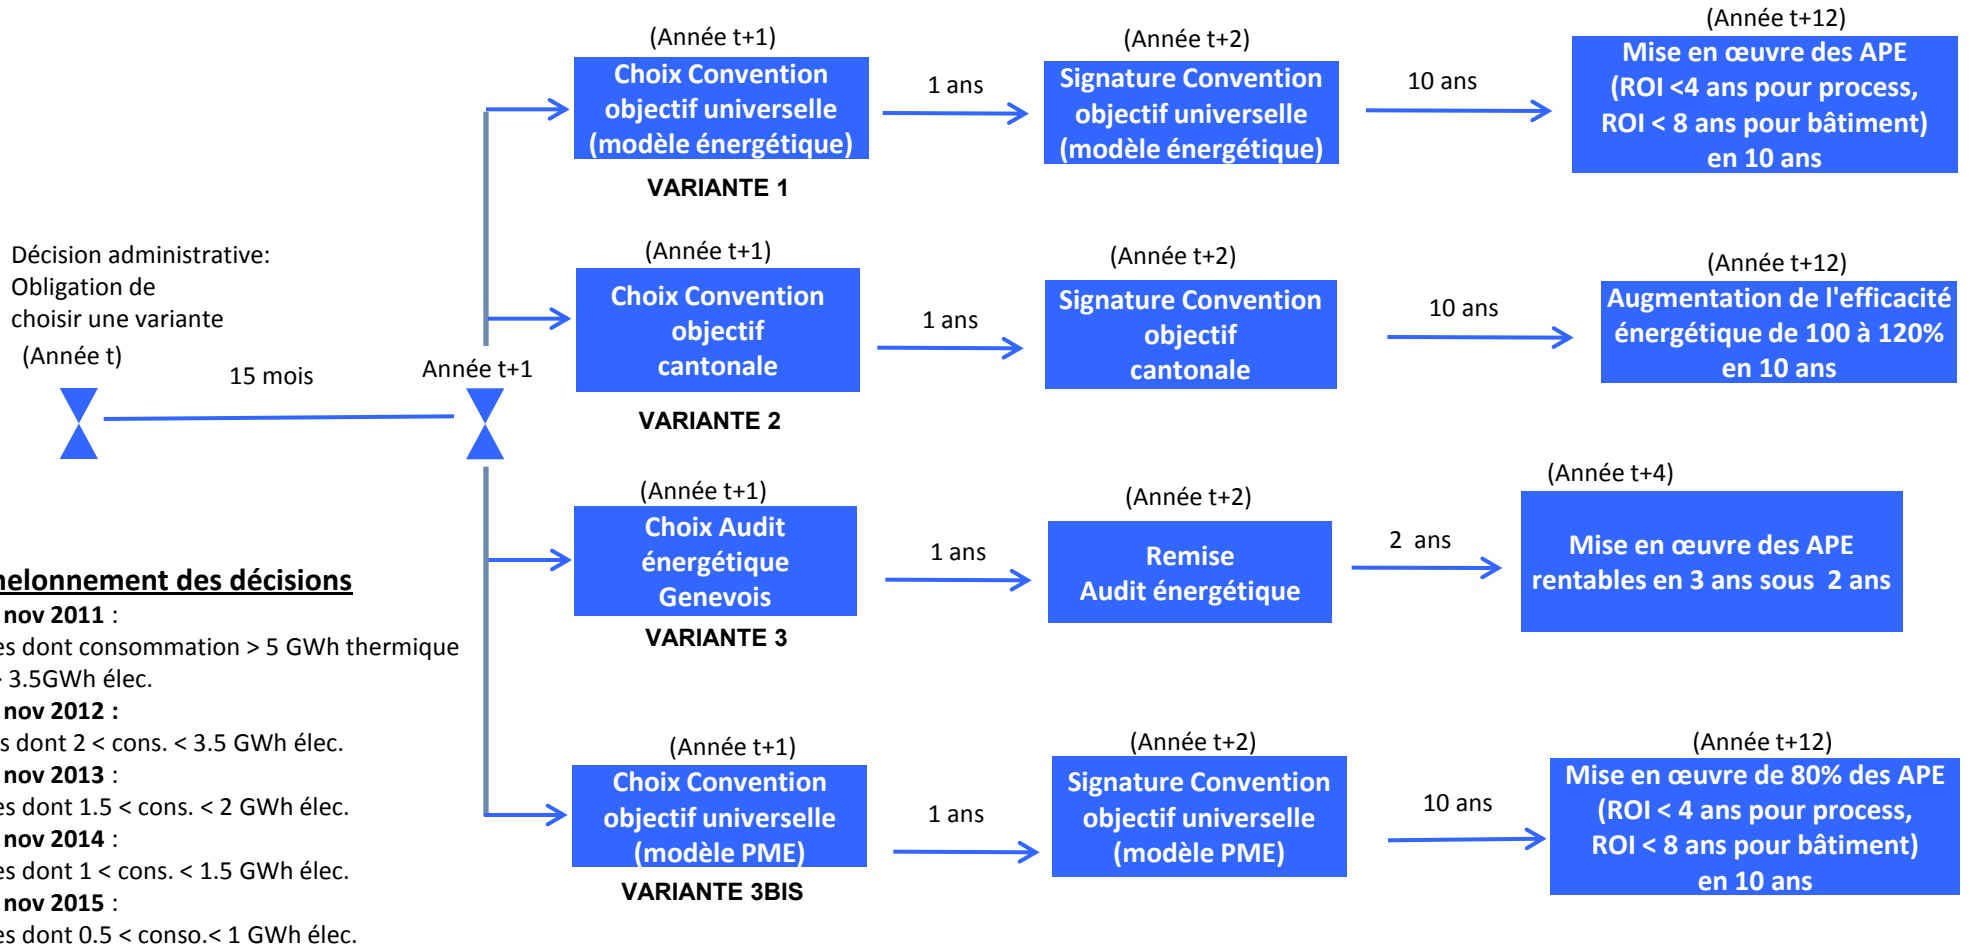 Décision administrative:
Obligation de
choisir une variante
(Année t)
15 mois
Année t+1
(Année t+1)
Choix Convention
objectif universelle
(modèle énergétique)
VARIANTE 1
1 ans
(Année t+2)
Signature Convention
objectif universelle
(modèle énergétique)
10 ans
(Année t+12)
Mise en œuvre des APE
(ROI <4 ans pour process,
ROI < 8 ans pour bâtiment)
en 10 ans
(Année t+1)
Choix Convention
objectif
cantonale
VARIANTE 2
1 ans
(Année t+2)
Signature Convention
objectif
cantonale
10 ans
(Année t+12)
Augmentation de l'efficacité
énergétique de 100 à 120%
en 10 ans
(Année t+1)
Choix Audit
énergétique
Genevois
VARIANTE 3
1 ans
(Année t+2)
Remise
Audit énergétique
2 ans
(Année t+4)
Mise en œuvre des APE
rentables en 3 ans sous 2 ans
(Année t+1)
Choix Convention
objectif universelle
(modèle PME)
VARIANTE 3BIS
1 ans
(Année t+2)
Signature Convention
objectif universelle
(modèle PME)
10 ans
(Année t+12)
Mise en œuvre de 80% des APE
(ROI < 4 ans pour process,
ROI < 8 ans pour bâtiment)
en 10 ans
helonnement des décisions
nov 2011 :
es dont consommation > 5 GWh thermique
3.5GWh élec.
nov 2012 :
s dont 2 < cons. < 3.5 GWh élec.
nov 2013 :
es dont 1.5 < cons. < 2 GWh élec.
nov 2014 :
es dont 1 < cons. < 1.5 GWh élec.
nov 2015 :
es dont 0.5 < conso.< 1 GWh élec.